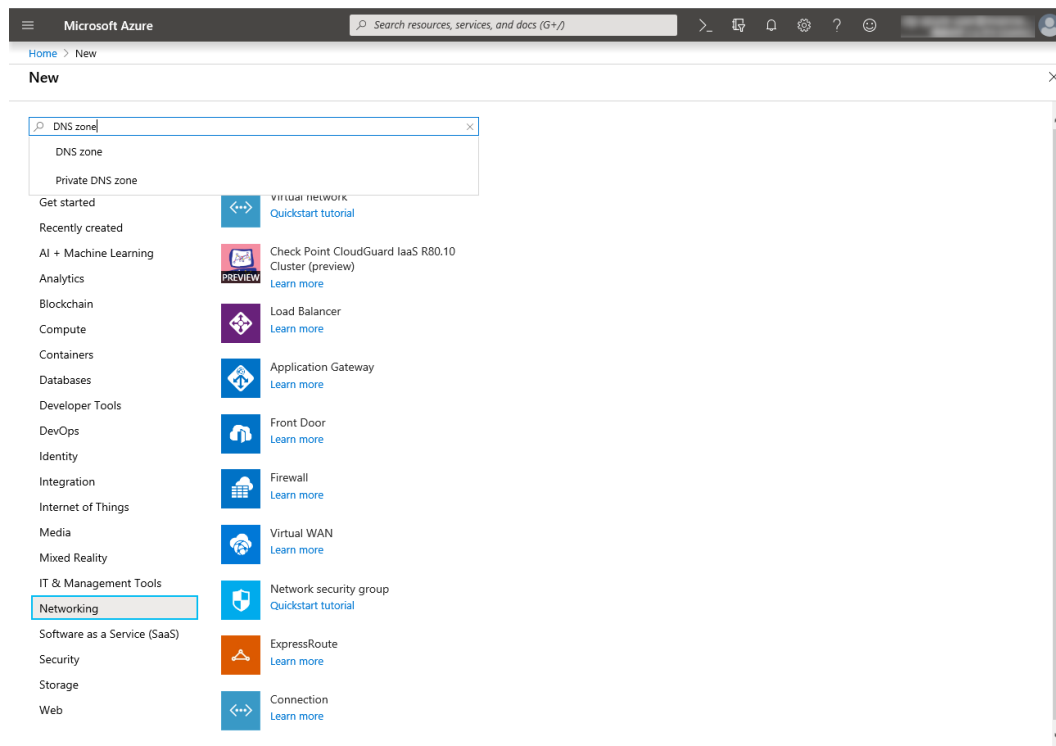 Microsoft Azure
Search resources, services, and docs (G+/)
Home > New
New
DNS zone
DNS zone
Private DNS zone
Get started
Recently created
AI + Machine Learning
Analytics
Blockchain
Compute
Containers
Databases
Developer Tools
DevOps
Identity
Integration
Internet of Things
Media
Mixed Reality
IT & Management Tools
Networking
Software as a Service (SaaS)
Security
Storage
Web
Virtual network
Quickstart tutorial
PREVIEW
Check Point CloudGuard IaaS R80.10
Cluster (preview)
Learn more
Load Balancer
Learn more
Application Gateway
Learn more
Front Door
Learn more
Firewall
Learn more
Virtual WAN
Learn more
Network security group
Quickstart tutorial
ExpressRoute
Learn more
Connection
Learn more